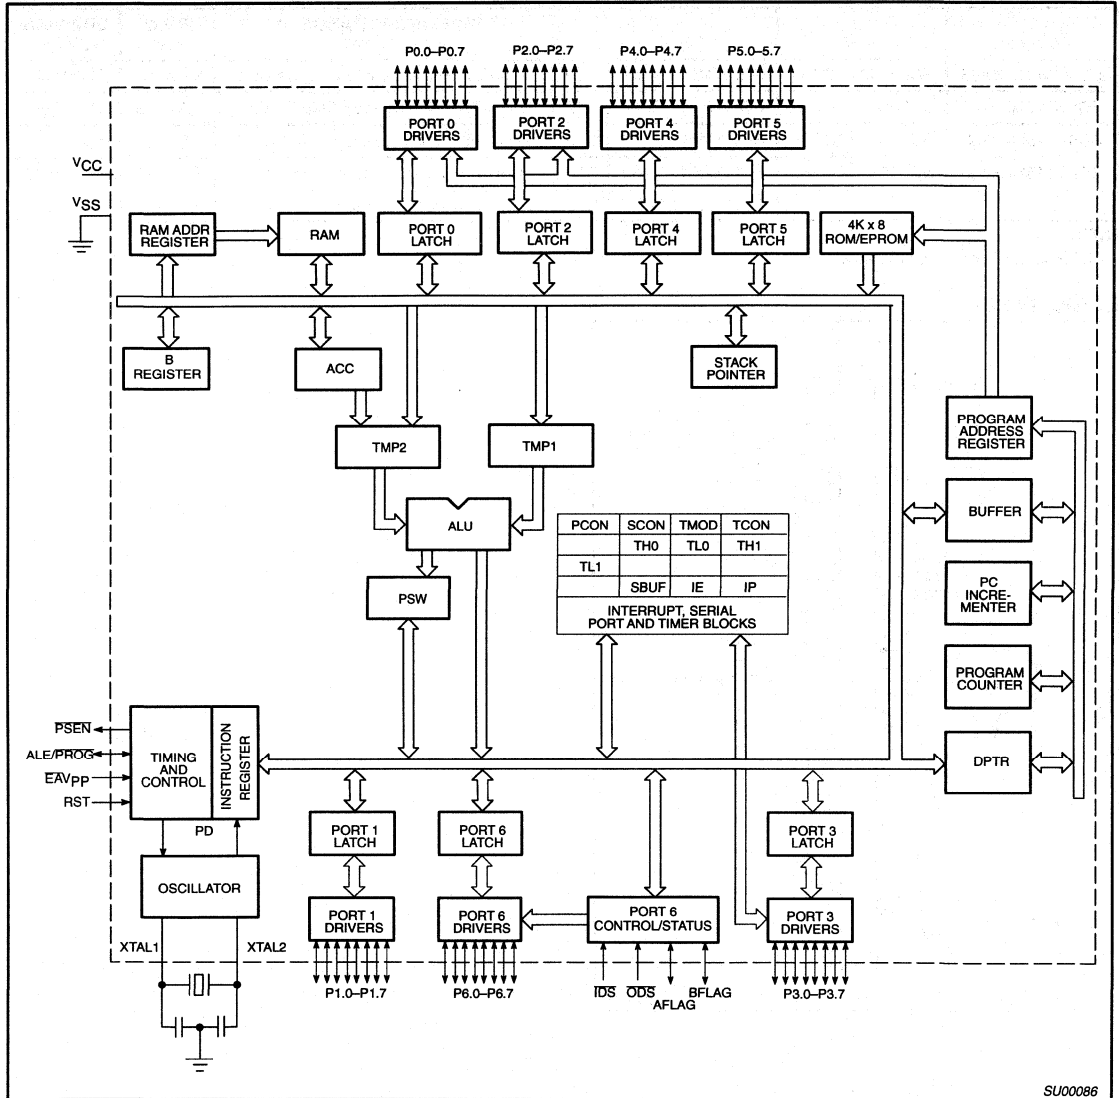 P0.0–P0.7
P2.0–P2.7
P4.0–P4.7
P5.0–5.7
PORT 0
DRIVERS
PORT 2
DRIVERS
PORT 4
DRIVERS
PORT 5
DRIVERS
VCC
VSS
RAM ADDR
REGISTER
RAM
PORT 0
LATCH
PORT 2
LATCH
PORT 4
LATCH
PORT 5
LATCH
4K x 8
ROM/EPROM
B
REGISTER
ACC
STACK
POINTER
TMP2
TMP1
PROGRAM
ADDRESS
REGISTER
ALU
BUFFER
PCON SCON TMOD TCON
TH0 TL0 TH1
TL1
SBUF IE IP
INTERRUPT, SERIAL
PORT AND TIMER BLOCKS
PSW
PC
INCRE-
MENTER
PROGRAM
COUNTER
DPTR
PSEN
ALE/PROG
EAVPP
RST
TIMING
AND
CONTROL
INSTRUCTION
REGISTER
PD
OSCILLATOR
XTAL1
XTAL2
PORT 1
LATCH
PORT 6
LATCH
PORT 3
LATCH
PORT 1
DRIVERS
PORT 6
DRIVERS
PORT 6
CONTROL/STATUS
PORT 3
DRIVERS
P1.0–P1.7
P6.0–P6.7
IDS
ODS
AFLAG
BFLAG
P3.0–P3.7
SU00086